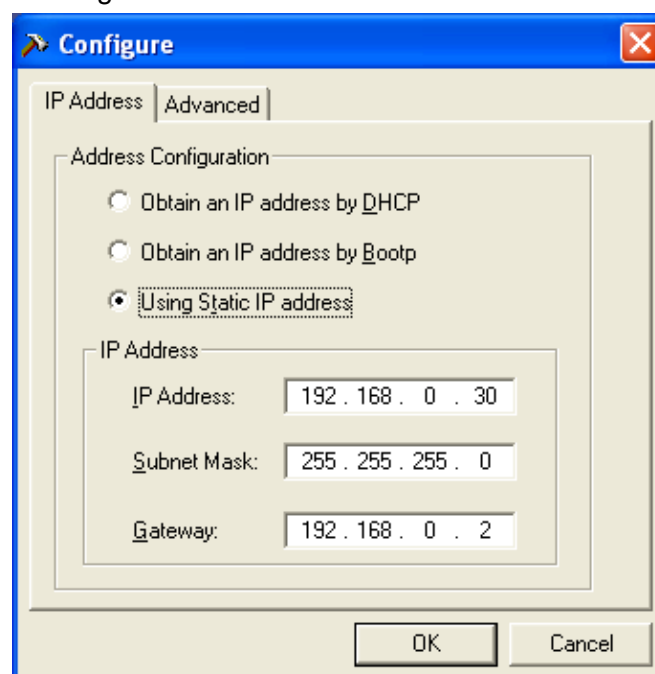 Configure
IP Address Advanced
Address Configuration
Obtain an IP address by DHCP
Obtain an IP address by Bootp
Using Static IP address
IP Address
IP Address: 192 . 168 . 0 . 30
Subnet Mask: 255 . 255 . 255 . 0
Gateway: 192 . 168 . 0 . 2
OK Cancel